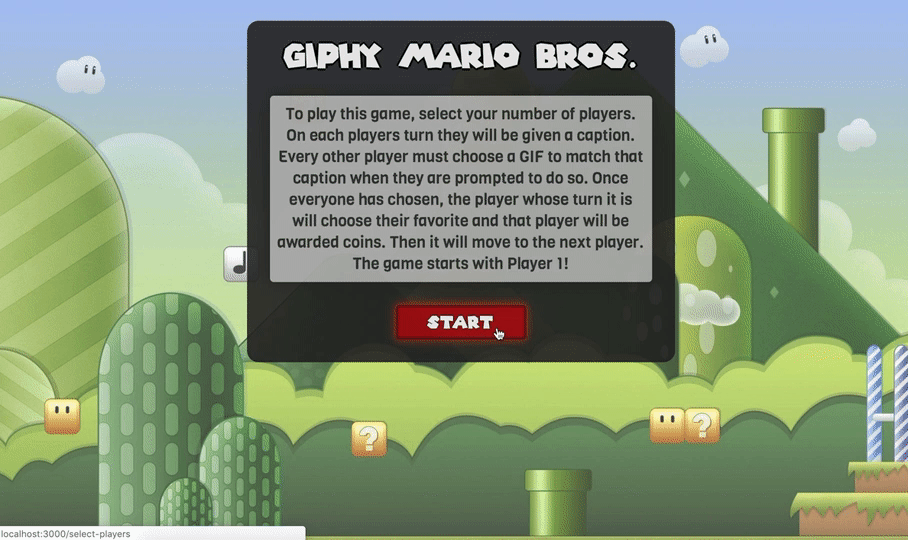 GIPHY MARIO BROS.
To play this game, select your number of players.
On each players turn they will be given a caption.
Every other player must choose a GIF to match that
caption when they are prompted to do so. Once
everyone has chosen, the player whose turn it is
will choose their favorite and that player will be
awarded coins. Then it will move to the next player.
The game starts with Player 1!
START
?
?
localhost:3000/select-players